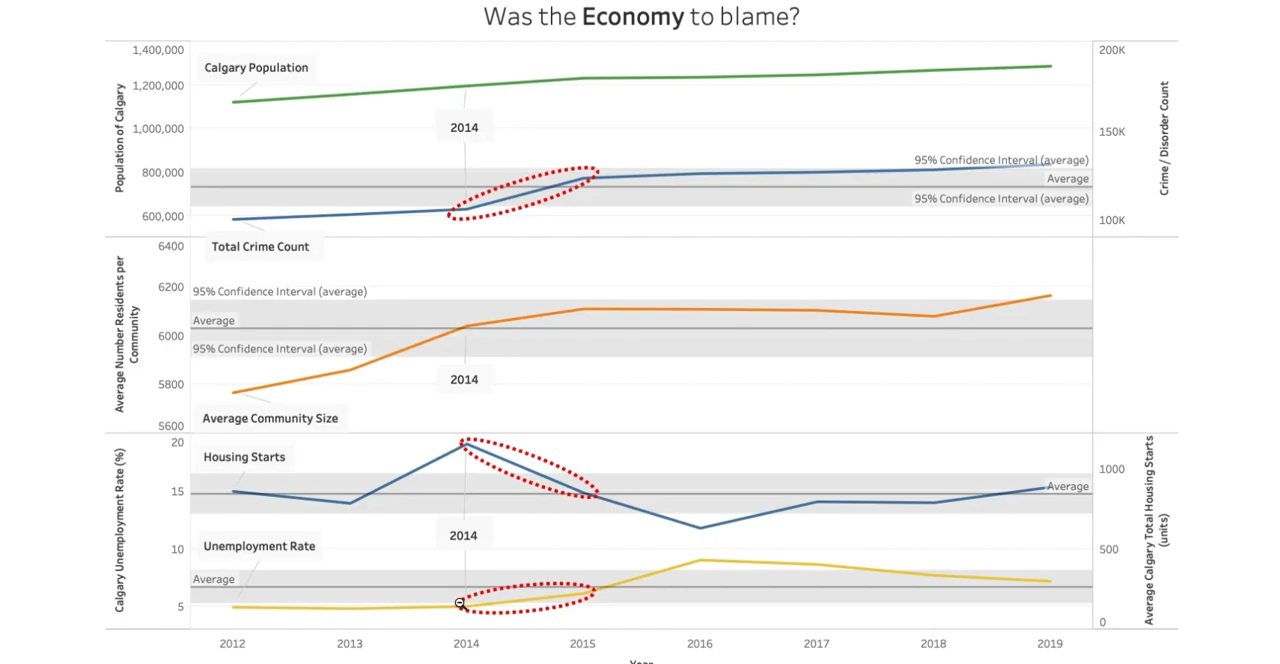 Was the Economy to blame?
1,400,000
1,200,000
1,000,000
800,000
600,000
Population of Calgary
Calgary Population
2014
Total Crime Count
95% Confidence Interval (average)
Average
95% Confidence Interval (average)
200K
150K
100K
Crime / Disorder Count
6400
6200
6000
5800
5600
Average Number Residents per
Community
95% Confidence Interval (average)
Average
95% Confidence Interval (average)
2014
Average Community Size
20
15
10
5
Calgary Unemployment Rate (%)
Housing Starts
2014
Unemployment Rate
Average
Average
1000
500
0
Average Calgary Total Housing Starts
(units)
2012 2013 2014 2015 2016 2017 2018 2019
Year